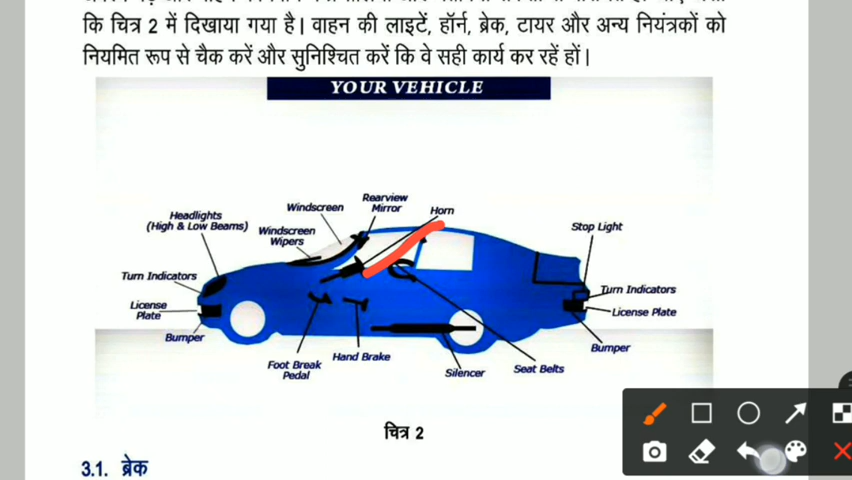 कि चित्र 2 में दिखाया गया है। वाहन की लाइटें, हॉर्न, ब्रेक, टायर और अन्य नियंत्रकों को
नियमित रूप से चैक करें और सुनिश्चित करें कि वे सही कार्य कर रहें हों।
YOUR VEHICLE
Rearview
Mirror
Windscreen
Horn
Headlights
(High & Low Beams)
Windscreen
Wipers
Stop Light
Turn Indicators
Turn Indicators
License
Plate
License Plate
Bumper
Bumper
Foot Break
Pedal
Hand Brake
Silencer
Seat Belts
चित्र 2
3.1. ब्रेक